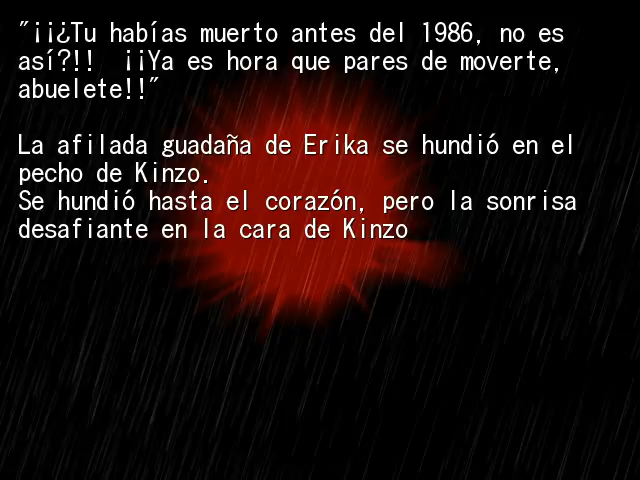 "¡¡¿Tu habías muerto antes del 1986, no es
así?!!  ¡¡Ya es hora que pares de moverte,
abuelete!!"
La afilada guadaña de Erika se hundió en el
pecho de Kinzo.
Se hundió hasta el corazón, pero la sonrisa
desafiante en la cara de Kinzo